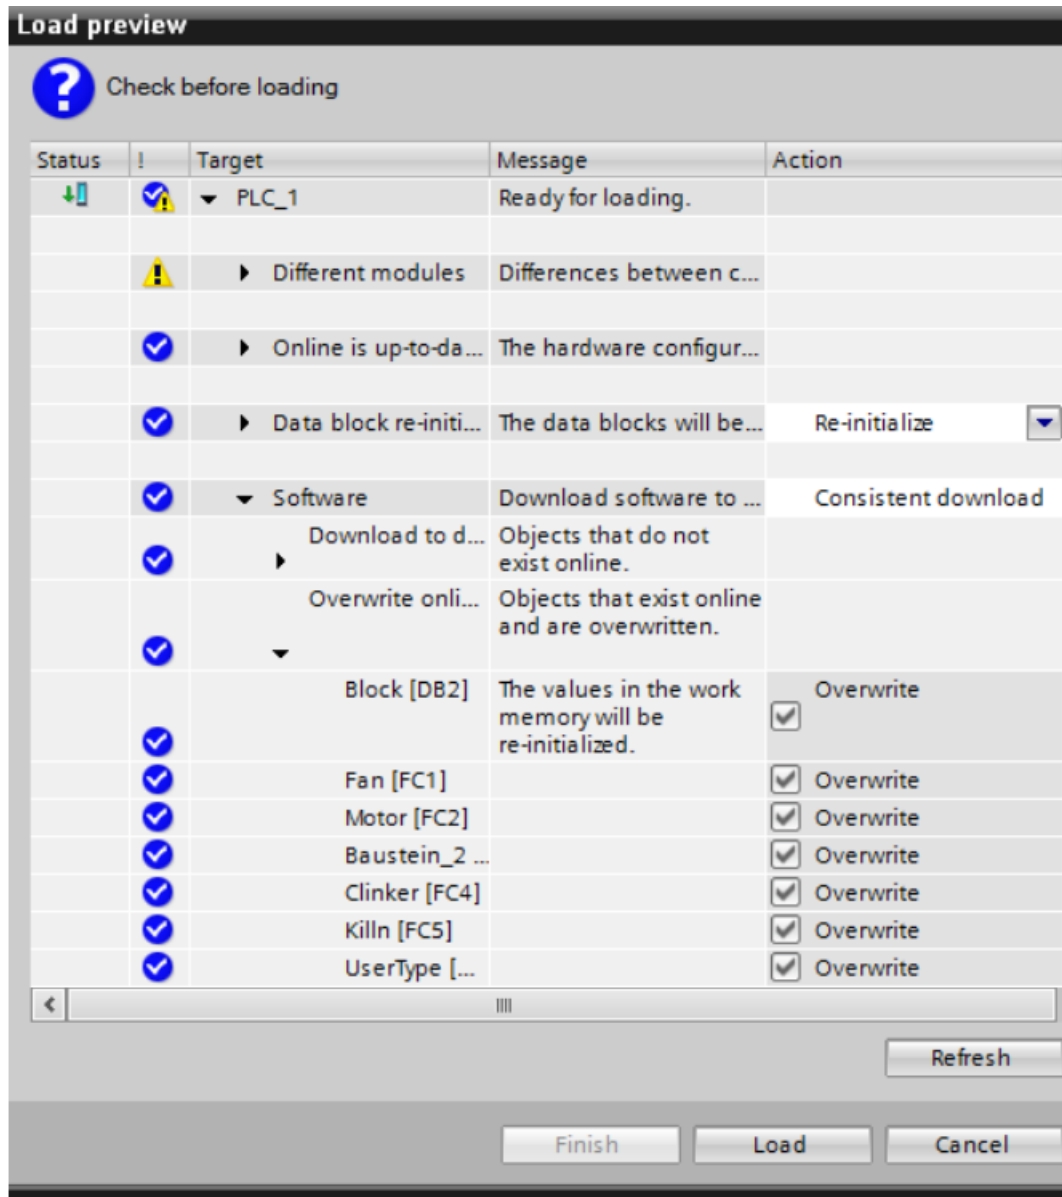 Load preview
Check before loading
Status ! Target Message Action
PLC_1 Ready for loading.
Different modules Differences between c...
Online is up-to-da... The hardware configur...
Data block re-initi... The data blocks will be... Re-initialize
Software Download software to ... Consistent download
Download to d... Objects that do not
exist online.
Overwrite onli... Objects that exist online
and are overwritten.
Block [DB2] The values in the work Overwrite
memory will be
re-initialized.
Fan [FC1] Overwrite
Motor [FC2] Overwrite
Baustein_2 ... Overwrite
Clinker [FC4] Overwrite
Killn [FC5] Overwrite
UserType [... Overwrite
Refresh
Finish Load Cancel